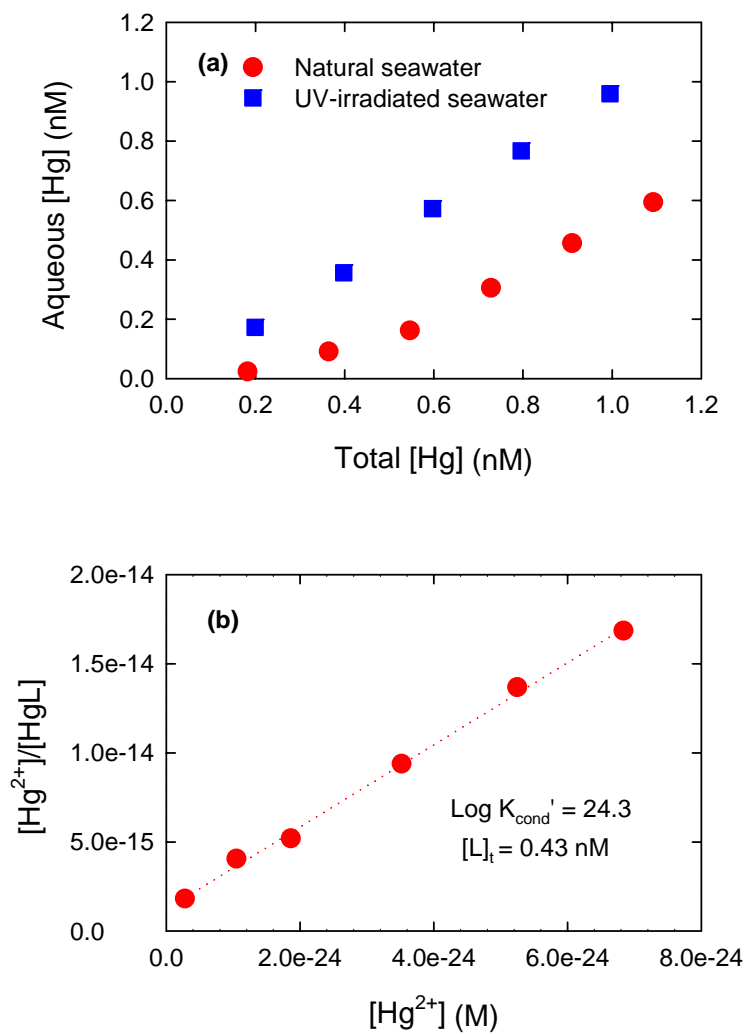 (a)
Natural seawater
UV-irradiated seawater
1.2
1.0
0.8
0.6
0.4
0.2
0.0
Aqueous [Hg] (nM)
0.0 0.2 0.4 0.6 0.8 1.0 1.2
Total [Hg] (nM)
(b)
2.0e-14
1.5e-14
1.0e-14
5.0e-15
0.0
[Hg²⁺]/[HgL]
Log K_cond' = 24.3
[L]ₜ = 0.43 nM
0.0 2.0e-24 4.0e-24 6.0e-24 8.0e-24
[Hg²⁺] (M)